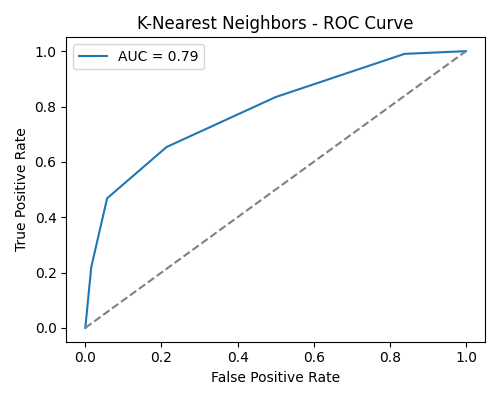 K-Nearest Neighbors - ROC Curve
AUC = 0.79
True Positive Rate
1.0
0.8
0.6
0.4
0.2
0.0
0.0 0.2 0.4 0.6 0.8 1.0
False Positive Rate